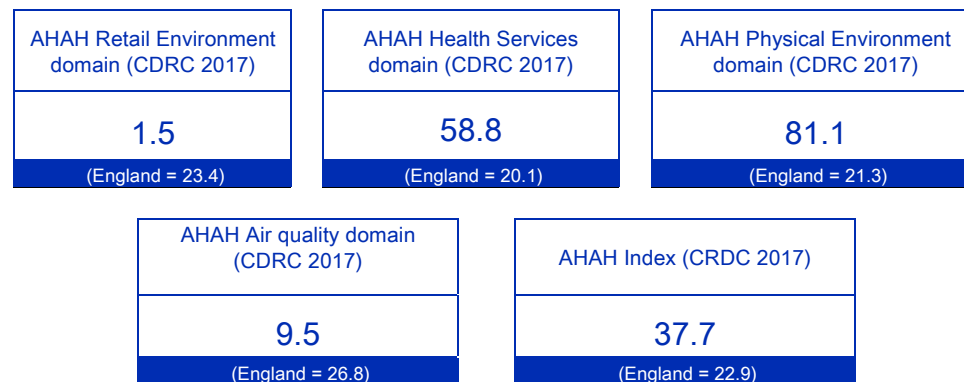 AHAH Retail Environment
domain (CDRC 2017)
1.5
(England = 23.4)
AHAH Health Services
domain (CDRC 2017)
58.8
(England = 20.1)
AHAH Physical Environment
domain (CDRC 2017)
81.1
(England = 21.3)
AHAH Air quality domain
(CDRC 2017)
9.5
(England = 26.8)
AHAH Index (CRDC 2017)
37.7
(England = 22.9)